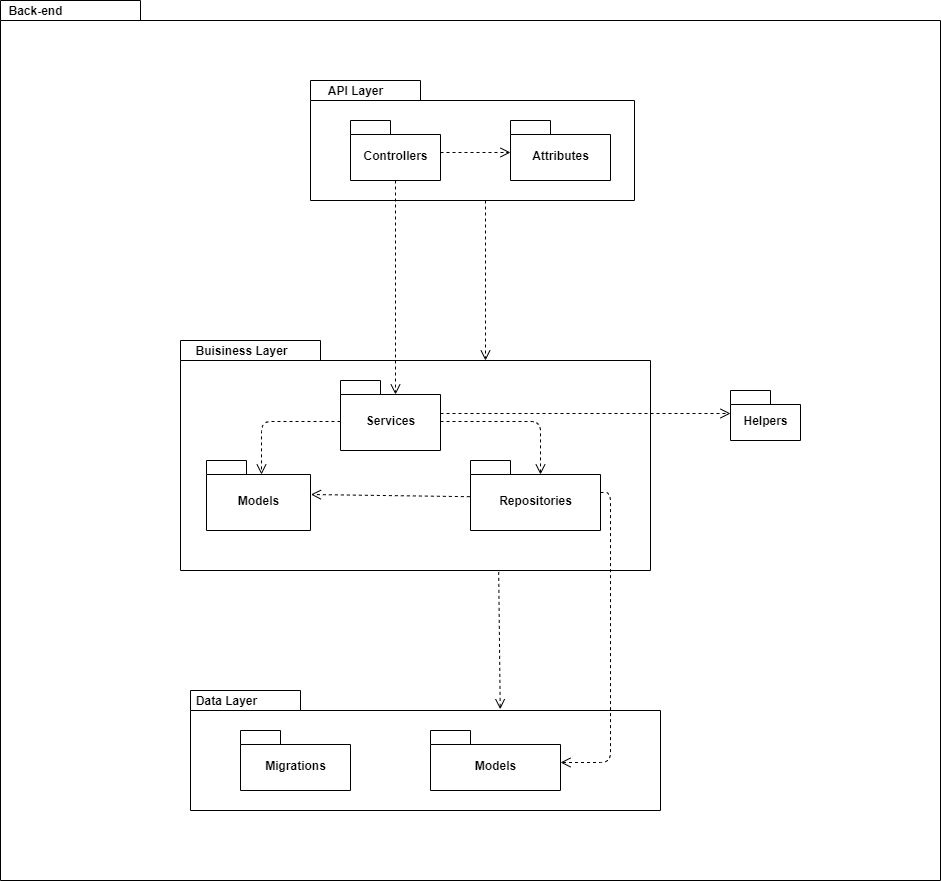 Back-end
API Layer
Controllers
Attributes
Buisiness Layer
Services
Helpers
Models
Repositories
Data Layer
Migrations
Models